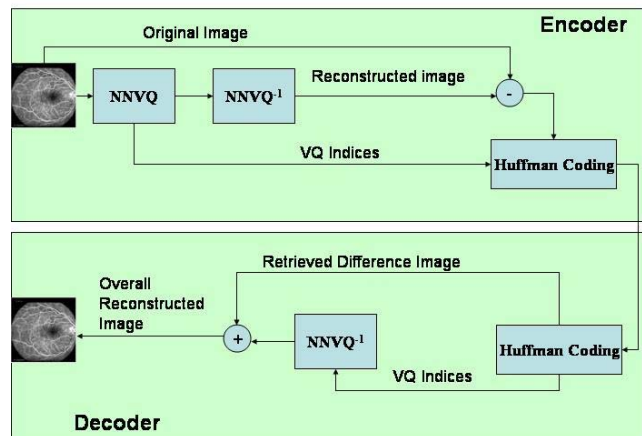 Original Image
Encoder
NNVQ
NNVQ-1
Reconstructed image
-
VQ Indices
Huffman Coding
Retrieved Difference Image
Overall
Reconstructed
Image
+
NNVQ-1
Huffman Coding
VQ Indices
Decoder